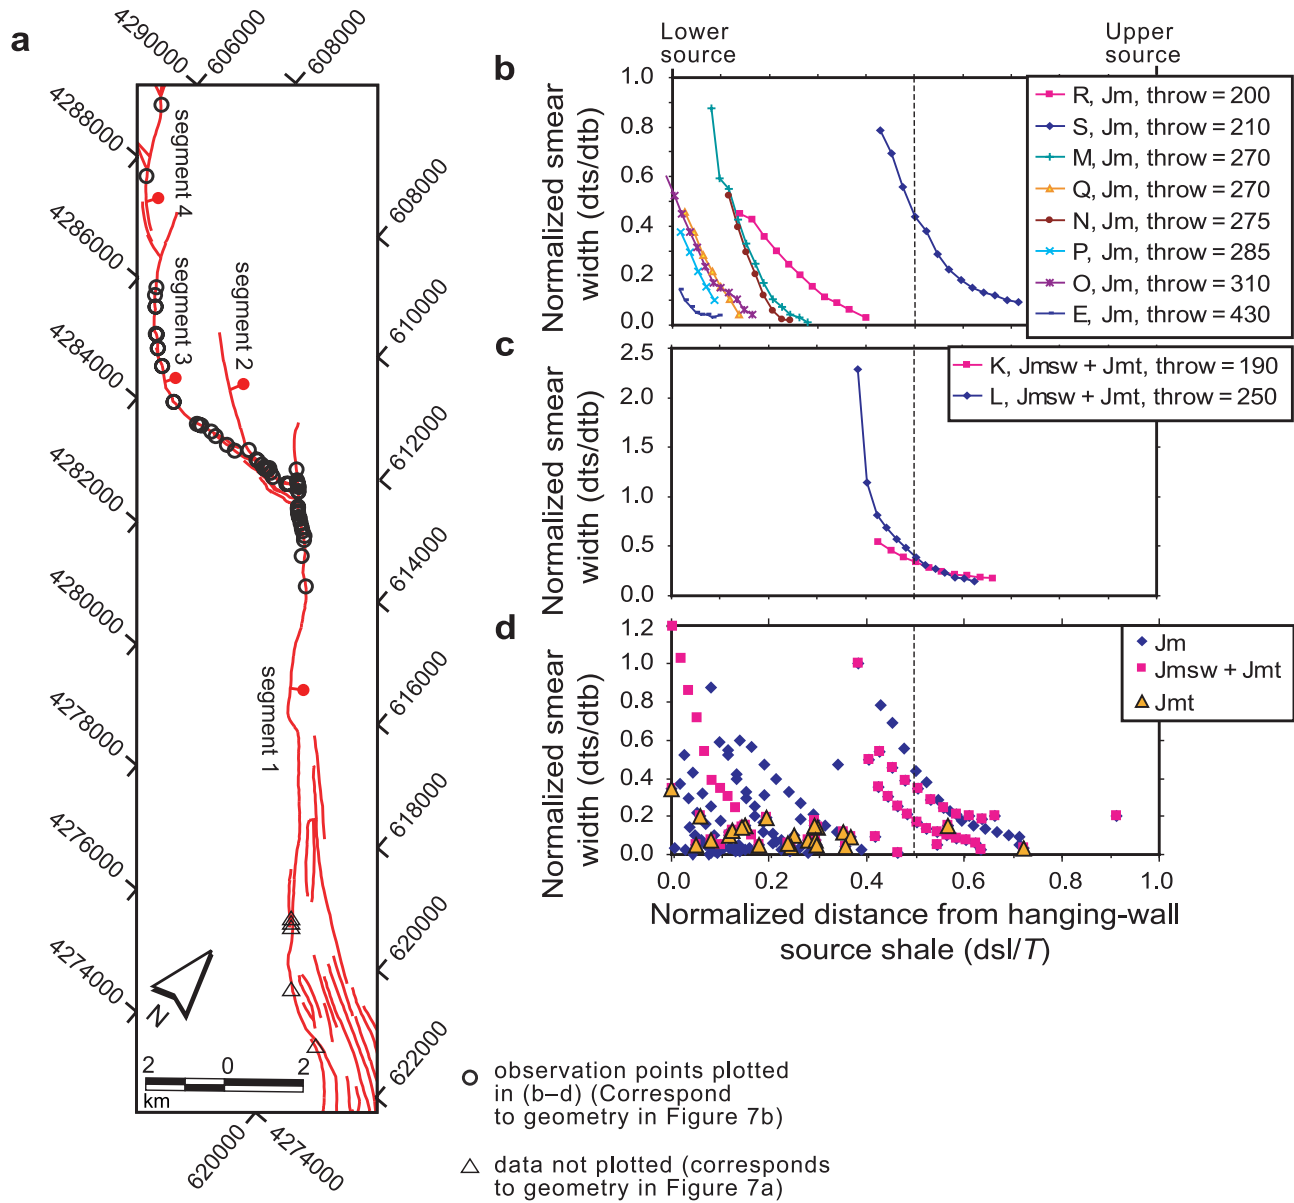 a
4290000
606000
608000
4288000
4286000
4284000
4282000
4280000
4278000
4276000
4274000
608000
610000
612000
614000
616000
618000
620000
622000
620000
4274000
segment 4
segment 3
segment 2
segment 1
N
2 0 2
km
observation points plotted
in (b–d) (Correspond
to geometry in Figure 7b)
data not plotted (corresponds
to geometry in Figure 7a)
b
Lower
source
Upper
source
Normalized smear
width (dts/dtb)
1.0
0.8
0.6
0.4
0.2
0.0
R, Jm, throw = 200
S, Jm, throw = 210
M, Jm, throw = 270
Q, Jm, throw = 270
N, Jm, throw = 275
P, Jm, throw = 285
O, Jm, throw = 310
E, Jm, throw = 430
c
Normalized smear
width (dts/dtb)
2.5
2.0
1.5
1.0
0.5
0.0
K, Jmsw + Jmt, throw = 190
L, Jmsw + Jmt, throw = 250
d
Normalized smear
width (dts/dtb)
1.2
1.0
0.8
0.6
0.4
0.2
0.0
Jm
Jmsw + Jmt
Jmt
0.0 0.2 0.4 0.6 0.8 1.0
Normalized distance from hanging-wall
source shale (dsl/T)